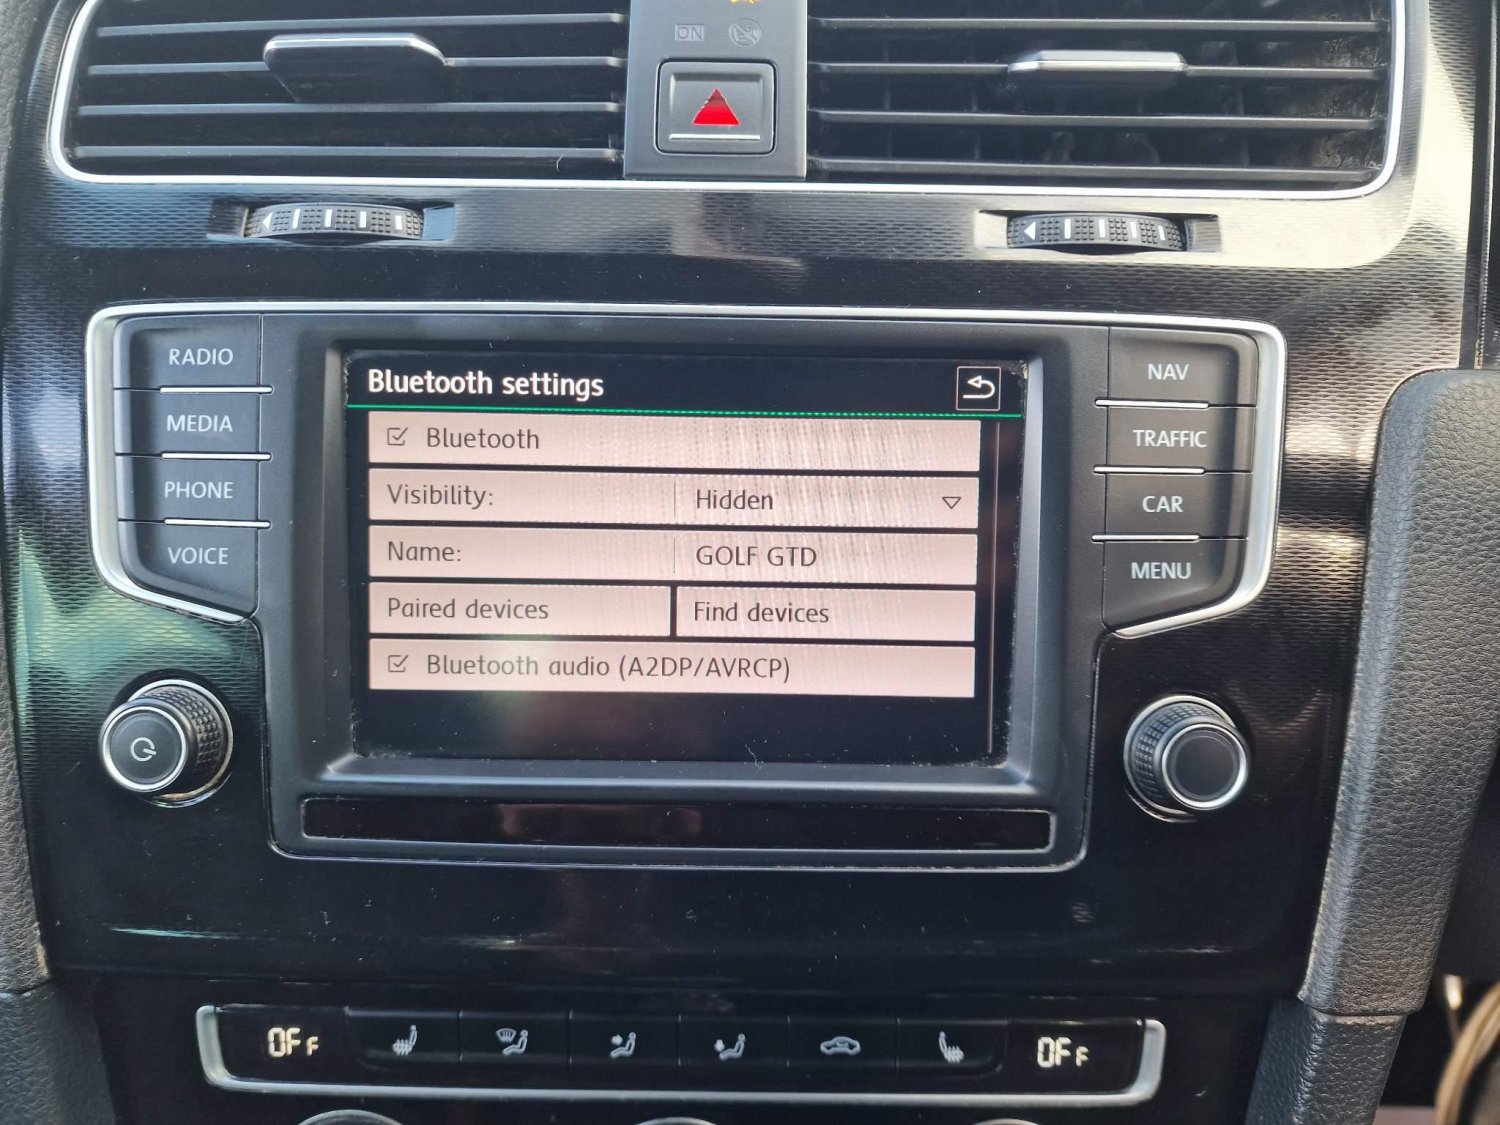 ON
RADIO
MEDIA
PHONE
VOICE
Bluetooth settings
Bluetooth
Visibility: Hidden
Name: GOLF GTD
Paired devices Find devices
Bluetooth audio (A2DP/AVRCP)
NAV
TRAFFIC
CAR
MENU
OFF OFF